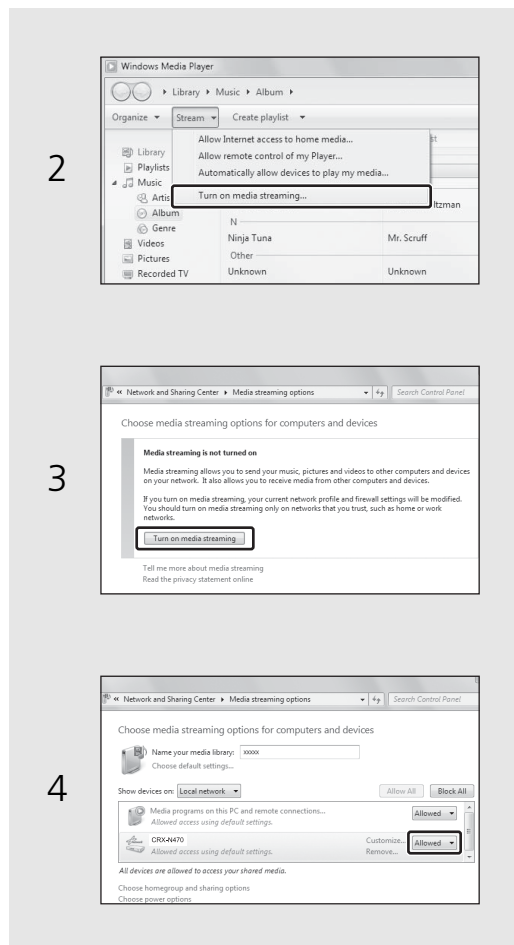 2
Windows Media Player
Library Music Album
Organize Stream Create playlist
Allow Internet access to home media...
Allow remote control of my Player...
Automatically allow devices to play my media...
Turn on media streaming...
Library
Playlists
Music
Artis
Album
Genre
Videos
Pictures
Recorded TV
ltzman
N
Ninja Tuna Mr. Scruff
Other
Unknown Unknown
3
« Network and Sharing Center Media streaming options Search Control Panel
Choose media streaming options for computers and devices
Media streaming is not turned on
Media streaming allows you to send your music, pictures and videos to other computers and devices
on your network. It also allows you to receive media from other computers and devices.
If you turn on media streaming, your current network profile and firewall settings will be modified.
You should turn on media streaming only on networks that you trust, such as home or work
networks.
Turn on media streaming
Tell me more about media streaming
Read the privacy statement online
4
« Network and Sharing Center Media streaming options Search Control Panel
Choose media streaming options for computers and devices
Name your media library: xxxxx
Choose default settings...
Show devices on: Local network Allow All Block All
Media programs on this PC and remote connections... Allowed
Allowed access using default settings.
CRX-N470 Customize... Allowed
Allowed access using default settings. Remove...
All devices are allowed to access your shared media.
Choose homegroup and sharing options
Choose power options